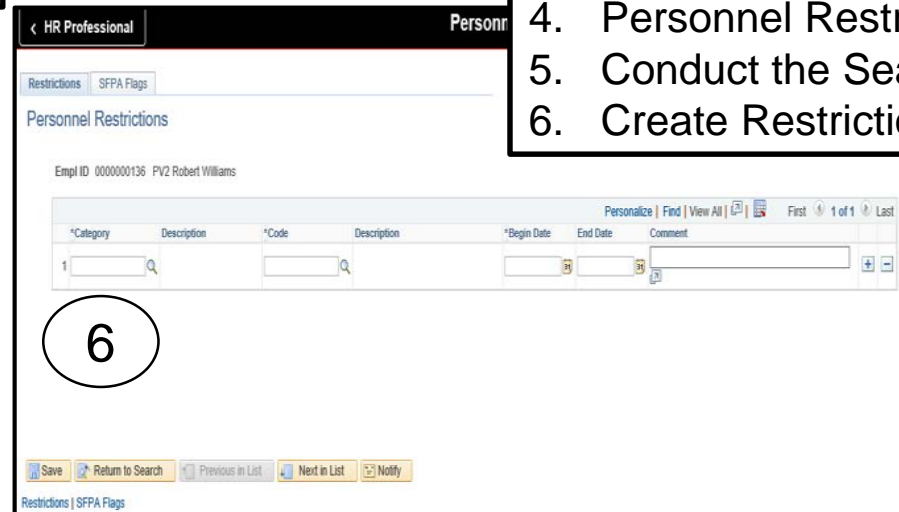 4. Personnel Restr
5. Conduct the Sea
6. Create Restricti
HR Professional
Personn
Restrictions SFPA Flags
Personnel Restrictions
Empl ID 0000000136 PV2 Robert Williams
Personalize | Find | View All | | First 1 of 1 Last
*Category Description *Code Description *Begin Date End Date Comment
1
6
Save Return to Search Previous in List Next in List Notify
Restrictions | SFPA Flags